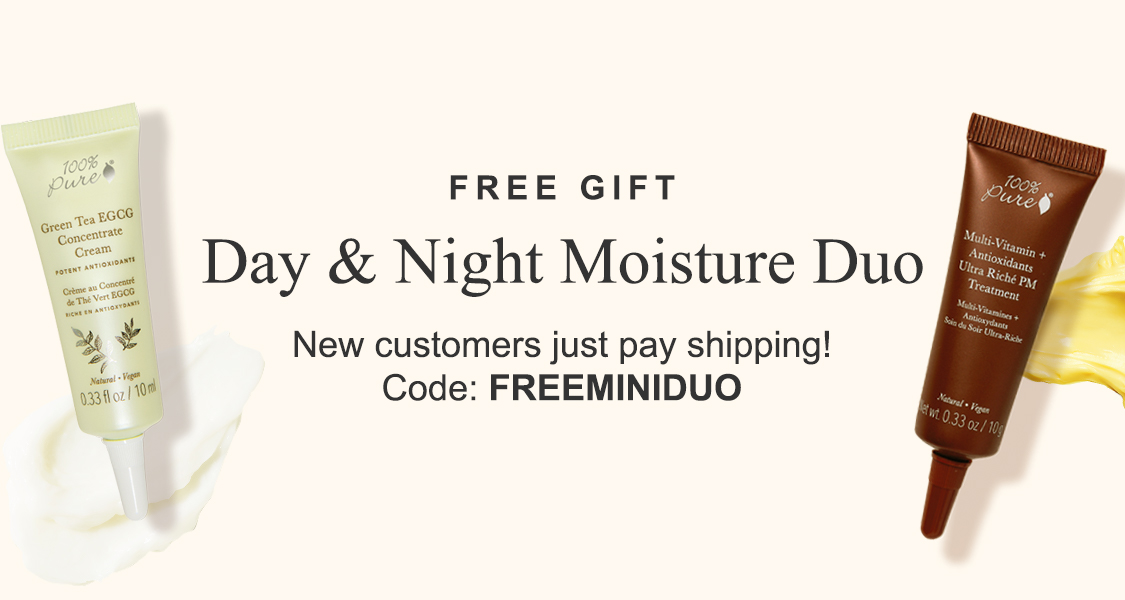 FREE GIFT
Day & Night Moisture Duo
New customers just pay shipping!
Code: FREEMINIDUO
100%
Pure
Green Tea EGCG
Concentrate
Cream
POTENT ANTIOXIDANTS
Crème au Concentré
de Thé Vert EGCG
RICHE EN ANTIOXYDANTS
Natural • Vegan
0.33 fl oz / 10 ml
100%
Pure
Multi-Vitamin +
Antioxidants
Ultra Riché PM
Treatment
Multi-Vitamines +
Antioxydants
Soin du Soir Ultra-Riche
Natural • Vegan
Net wt. 0.33 oz / 10 g